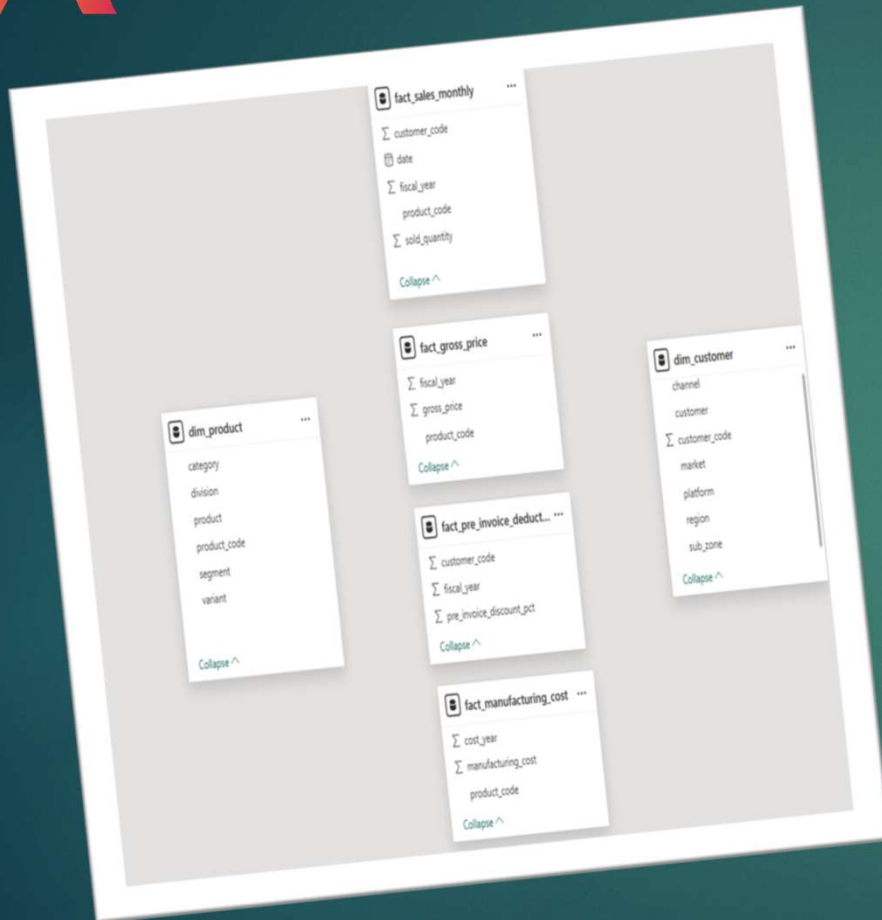 fact_sales_monthly
customer_code
date
fiscal_year
product_code
sold_quantity
Collapse
fact_gross_price
fiscal_year
gross_price
product_code
Collapse
dim_customer
channel
customer
customer_code
market
platform
region
sub_zone
Collapse
dim_product
category
division
product
product_code
segment
variant
Collapse
fact_pre_invoice_deduct...
customer_code
fiscal_year
pre_invoice_discount_pct
Collapse
fact_manufacturing_cost
cost_year
manufacturing_cost
product_code
Collapse